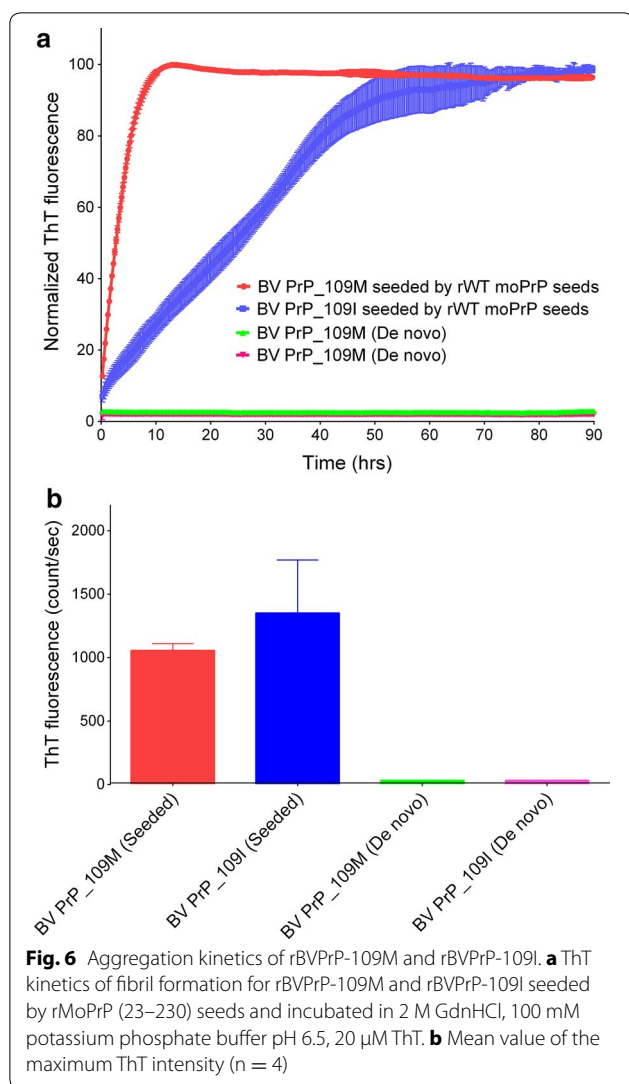 a
100
80
60
40
20
0
Normalized ThT fluorescence
BV PrP_109M seeded by rWT moPrP seeds
BV PrP_109I seeded by rWT moPrP seeds
BV PrP_109M (De novo)
BV PrP_109M (De novo)
0 10 20 30 40 50 60 70 80 90
Time (hrs)
b
2000
1500
1000
500
0
ThT fluorescence (count/sec)
BV PrP_109M (Seeded)
BV PrP_109I (Seeded)
BV PrP_109M (De novo)
BV PrP_109I (De novo)
Fig. 6 Aggregation kinetics of rBVPrP-109M and rBVPrP-109I. a ThT
kinetics of fibril formation for rBVPrP-109M and rBVPrP-109I seeded
by rMoPrP (23–230) seeds and incubated in 2 M GdnHCl, 100 mM
potassium phosphate buffer pH 6.5, 20 μM ThT. b Mean value of the
maximum ThT intensity (n = 4)